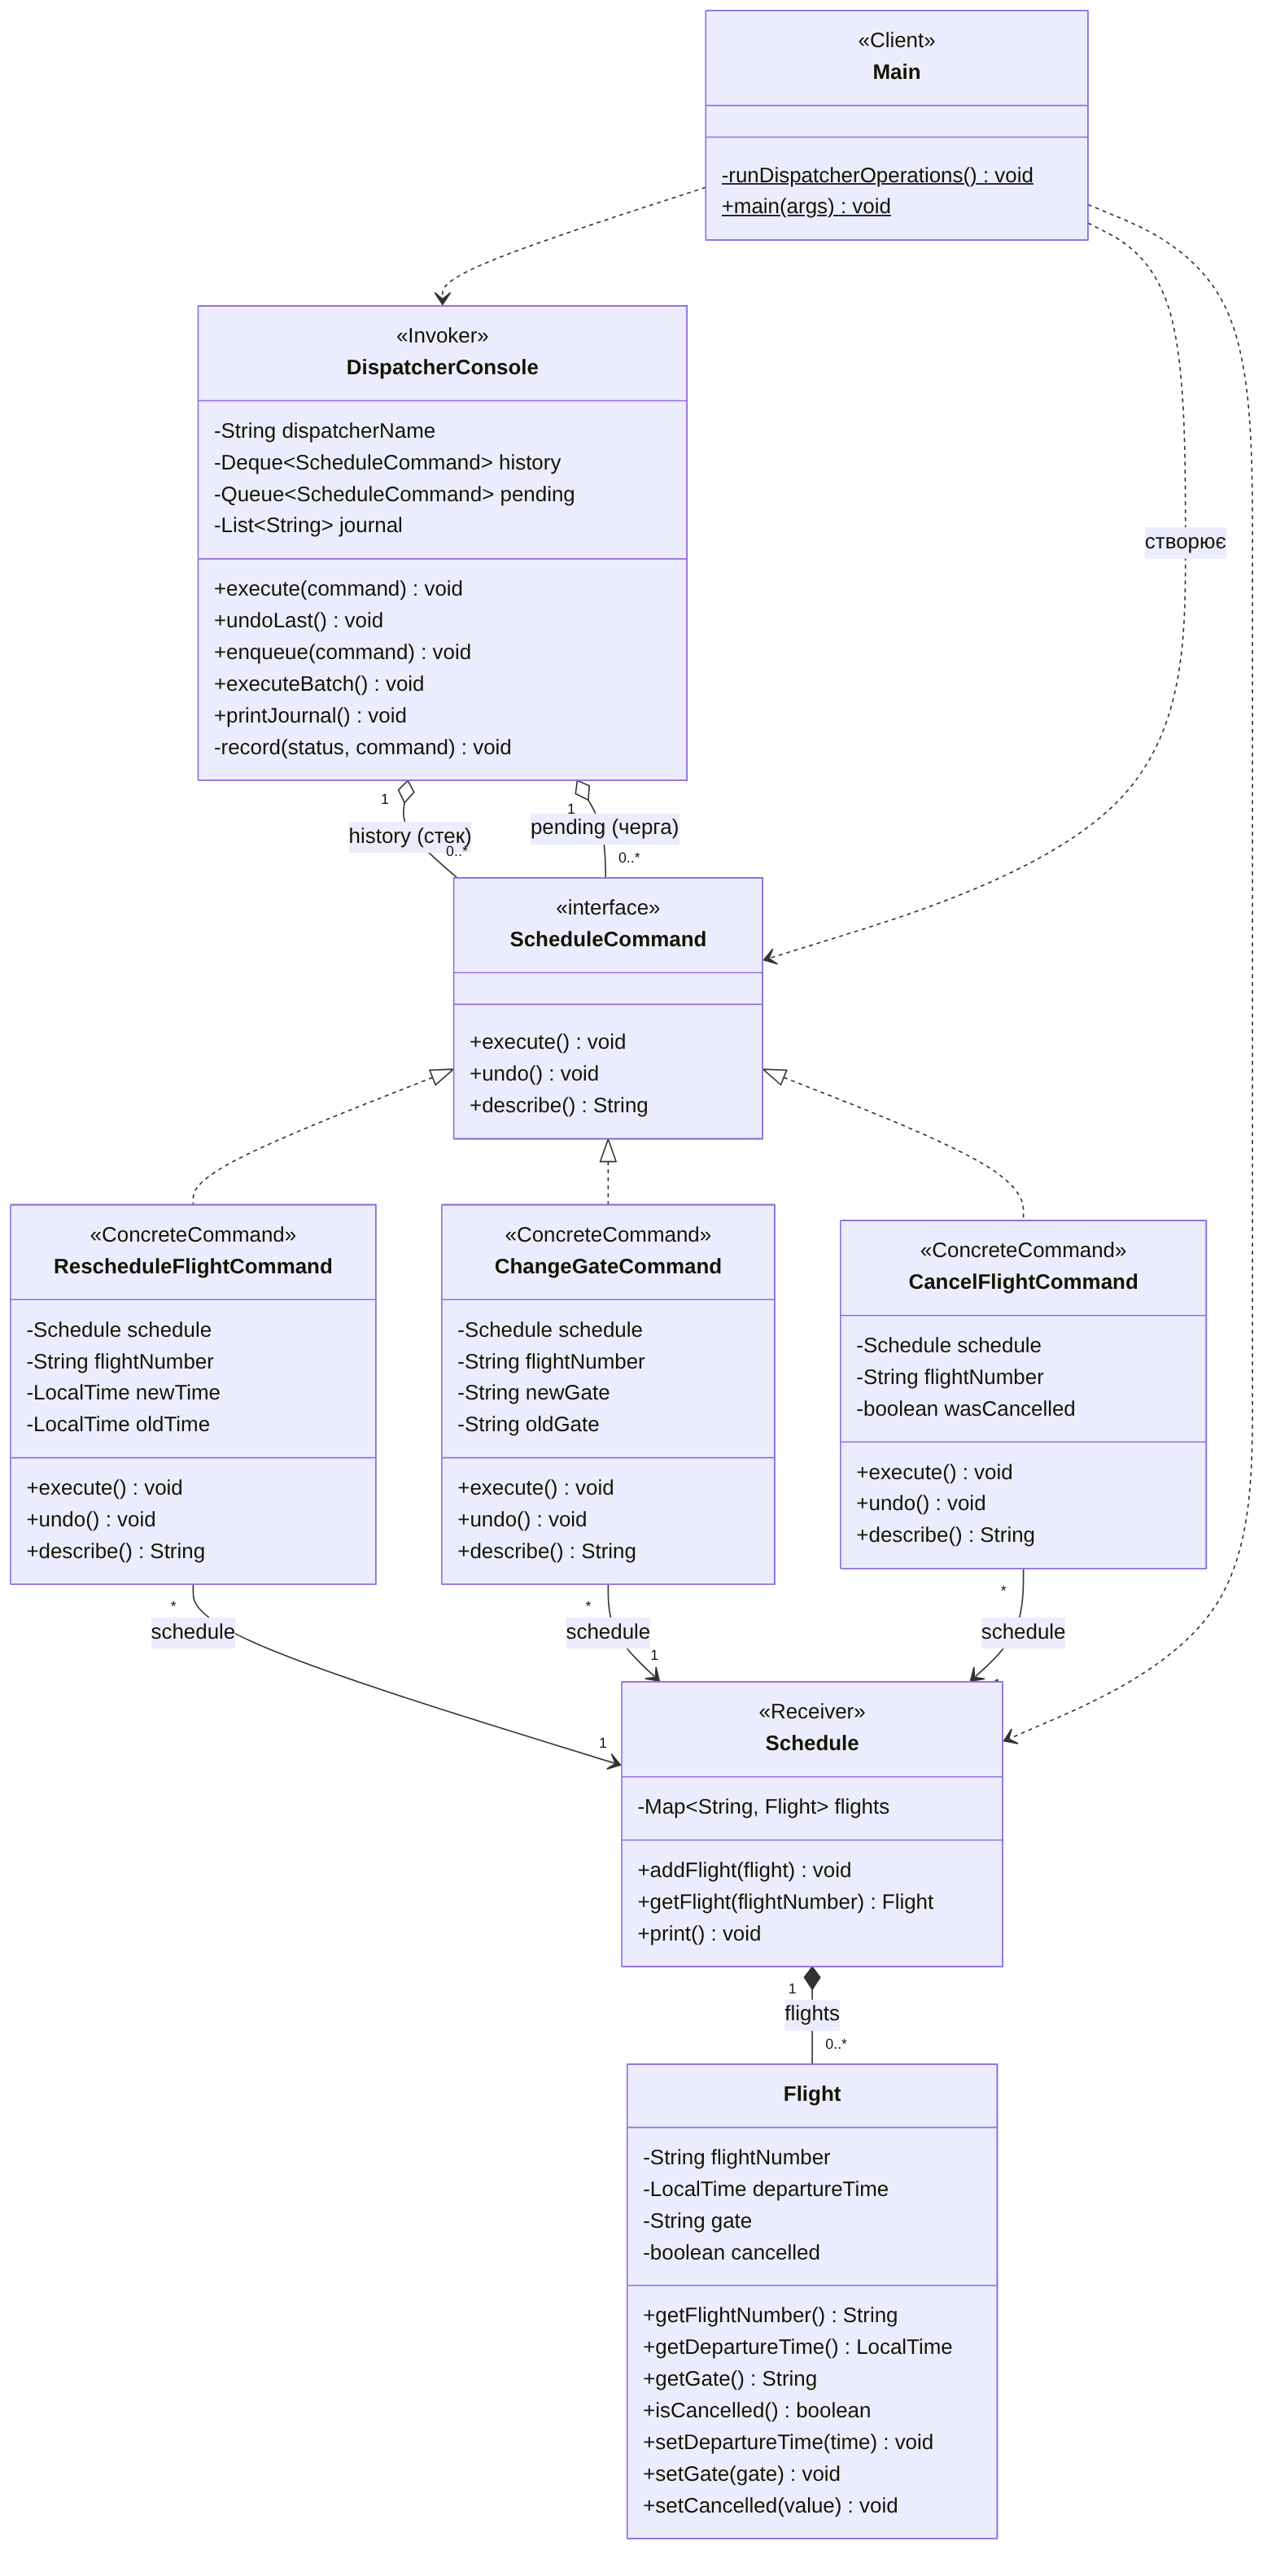 «Client»
Main
-runDispatcherOperations() : void
+main(args) : void
«Invoker»
DispatcherConsole
-String dispatcherName
-Deque<ScheduleCommand> history
-Queue<ScheduleCommand> pending
-List<String> journal
+execute(command) : void
+undoLast() : void
+enqueue(command) : void
+executeBatch() : void
+printJournal() : void
-record(status, command) : void
створює
1
1
history (стек)
pending (черга)
0..*
0..*
«interface»
ScheduleCommand
+execute() : void
+undo() : void
+describe() : String
«ConcreteCommand»
RescheduleFlightCommand
-Schedule schedule
-String flightNumber
-LocalTime newTime
-LocalTime oldTime
+execute() : void
+undo() : void
+describe() : String
«ConcreteCommand»
ChangeGateCommand
-Schedule schedule
-String flightNumber
-String newGate
-String oldGate
+execute() : void
+undo() : void
+describe() : String
«ConcreteCommand»
CancelFlightCommand
-Schedule schedule
-String flightNumber
-boolean wasCancelled
+execute() : void
+undo() : void
+describe() : String
*
*
*
schedule
schedule
schedule
1
1
«Receiver»
Schedule
-Map<String, Flight> flights
+addFlight(flight) : void
+getFlight(flightNumber) : Flight
+print() : void
1
flights
0..*
Flight
-String flightNumber
-LocalTime departureTime
-String gate
-boolean cancelled
+getFlightNumber() : String
+getDepartureTime() : LocalTime
+getGate() : String
+isCancelled() : boolean
+setDepartureTime(time) : void
+setGate(gate) : void
+setCancelled(value) : void